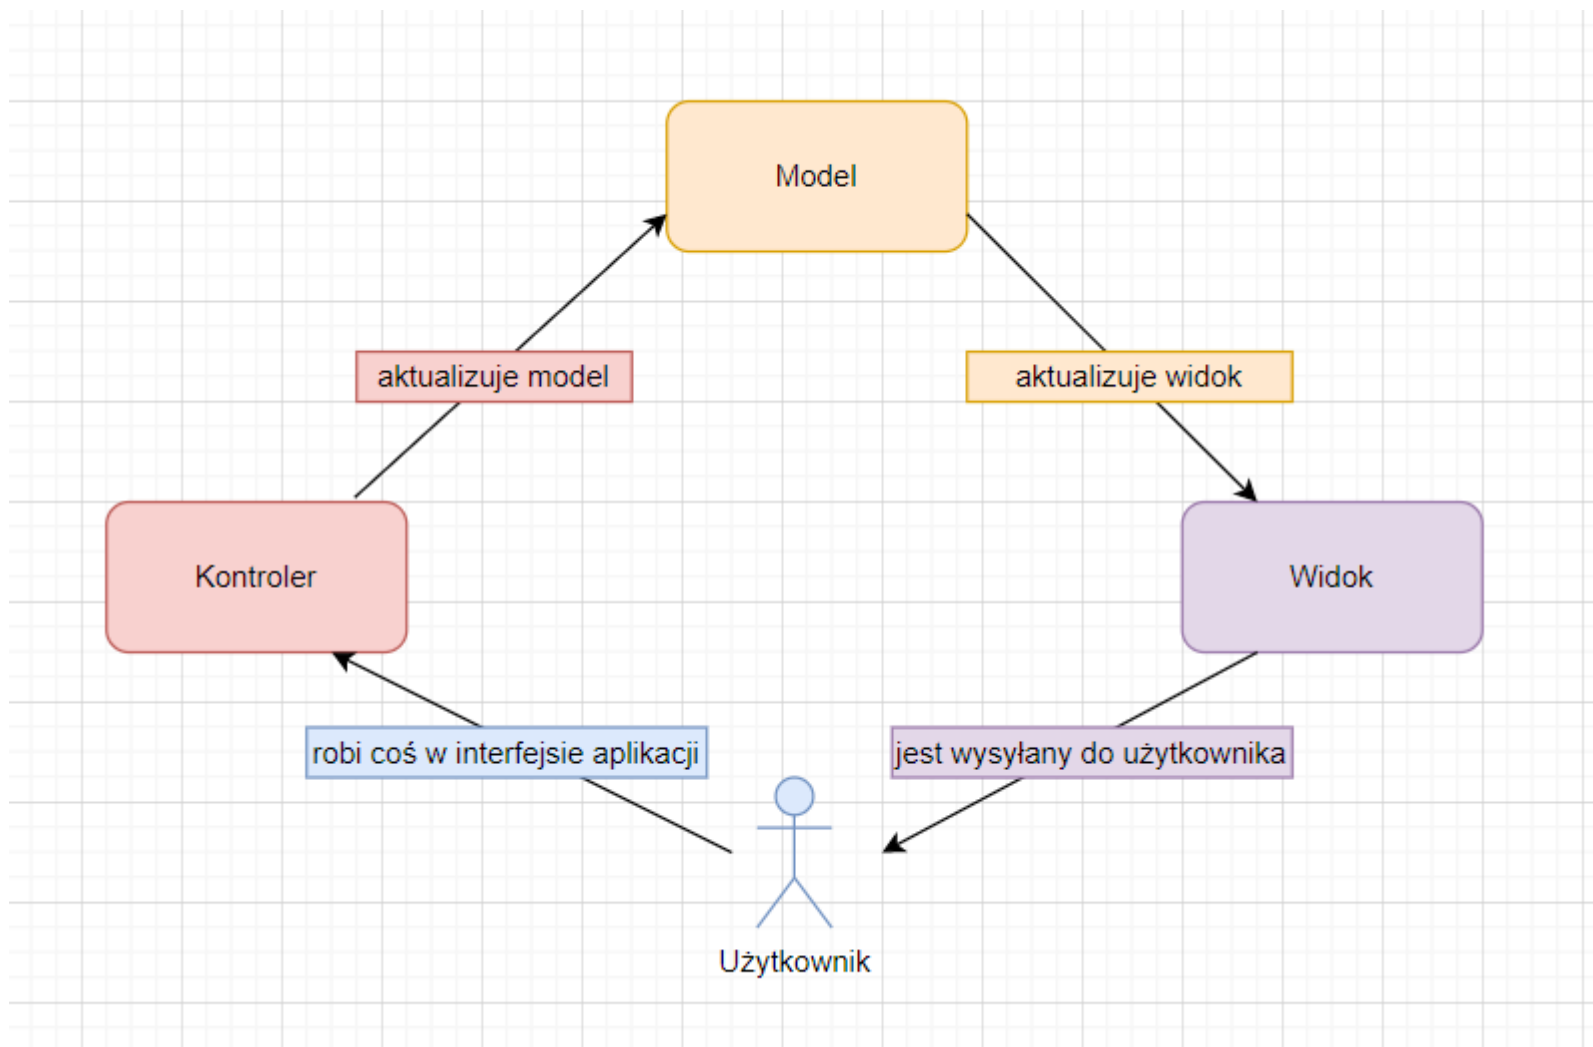 Model
aktualizuje model
aktualizuje widok
Kontroler
Widok
robi coś w interfejsie aplikacji
jest wysyłany do użytkownika
Użytkownik